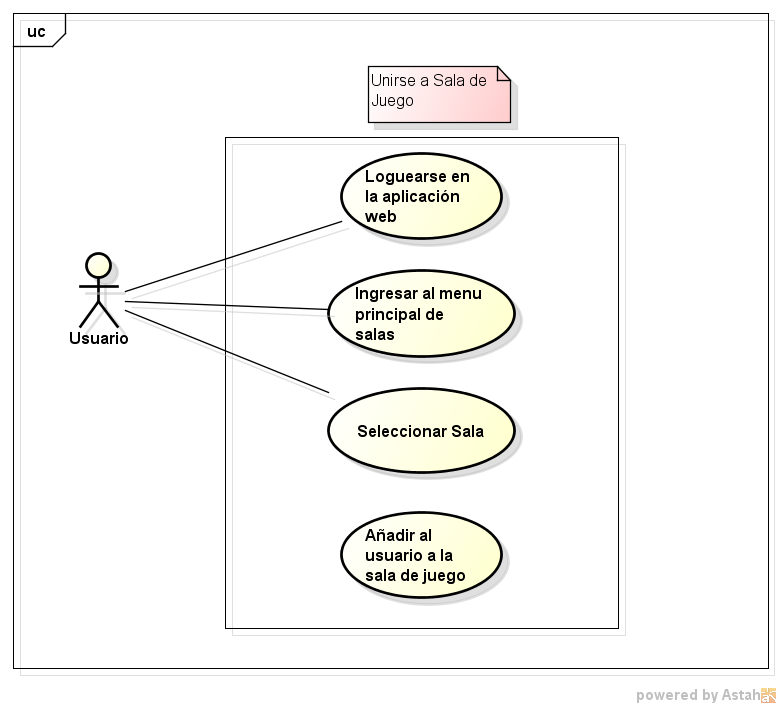 uc
Unirse a Sala de
Juego
Loguearse en
la aplicación
web
Ingresar al menu
principal de
salas
Usuario
Seleccionar Sala
Añadir al
usuario a la
sala de juego
powered by Astah